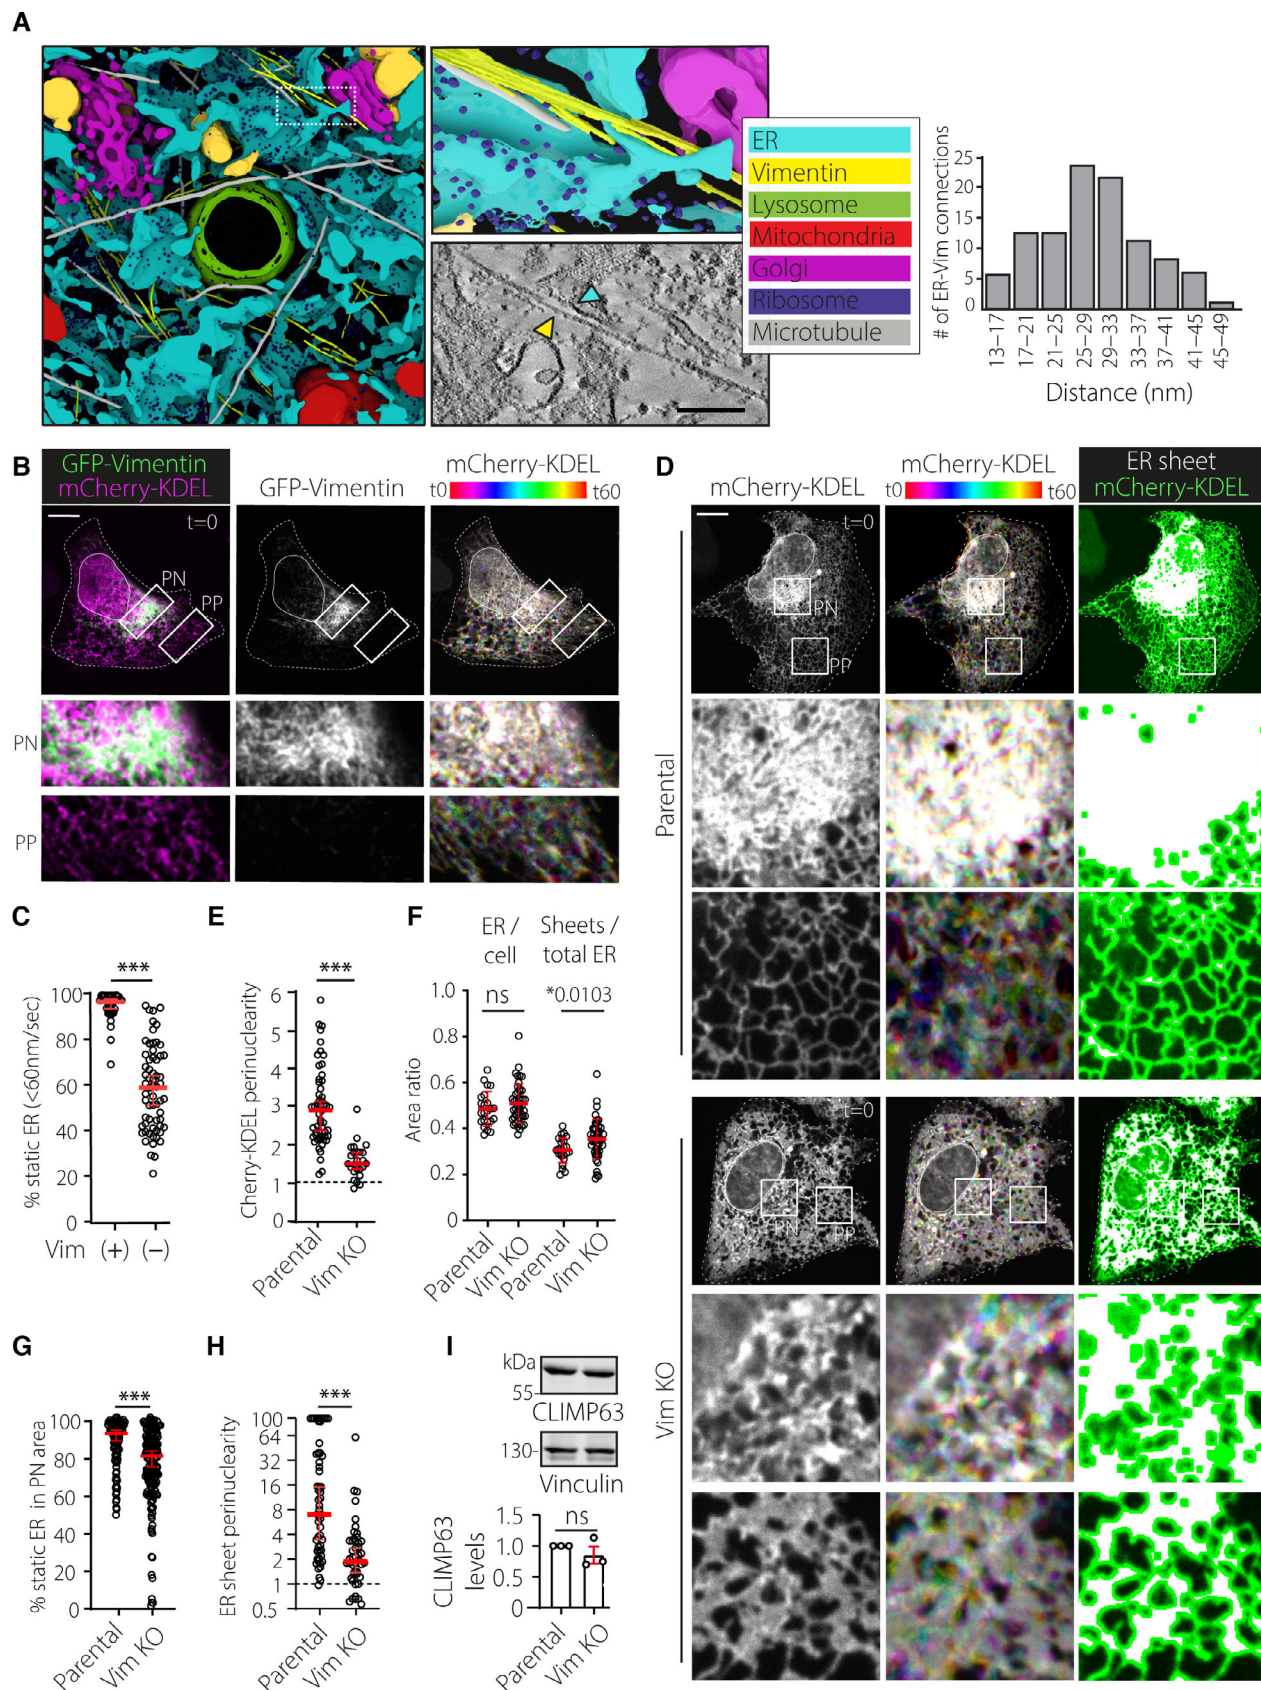 A
ER
Vimentin
Lysosome
Mitochondria
Golgi
Ribosome
Microtubule
# of ER-Vim connections
25
20
15
10
5
0
13–17
17–21
21–25
25–29
29–33
33–37
37–41
41–45
45–49
Distance (nm)
B
GFP-Vimentin
mCherry-KDEL
GFP-Vimentin
mCherry-KDEL
t0
t60
t=0
PN
PP
PN
PP
C
***
% static ER (<60nm/sec)
100
80
60
40
20
0
Vim (+) (−)
D
mCherry-KDEL
mCherry-KDEL
t0
t60
ER sheet
mCherry-KDEL
t=0
PN
PP
Parental
t=0
PN
PP
Vim KO
E
***
Cherry-KDEL perinuclearity
6
5
4
3
2
1
0
Parental
Vim KO
F
ER / cell
Sheets / total ER
ns
*0.0103
Area ratio
1.0
0.8
0.6
0.4
0.2
0
Parental
Vim KO
Parental
Vim KO
G
***
% static ER in PN area
100
80
60
40
20
0
Parental
Vim KO
H
***
ER sheet perinuclearity
100
64
32
16
8
4
2
1
0.5
Parental
Vim KO
I
kDa
55
CLIMP63
130
Vinculin
CLIMP63 levels
1.5
1.0
0.5
0
ns
Parental
Vim KO